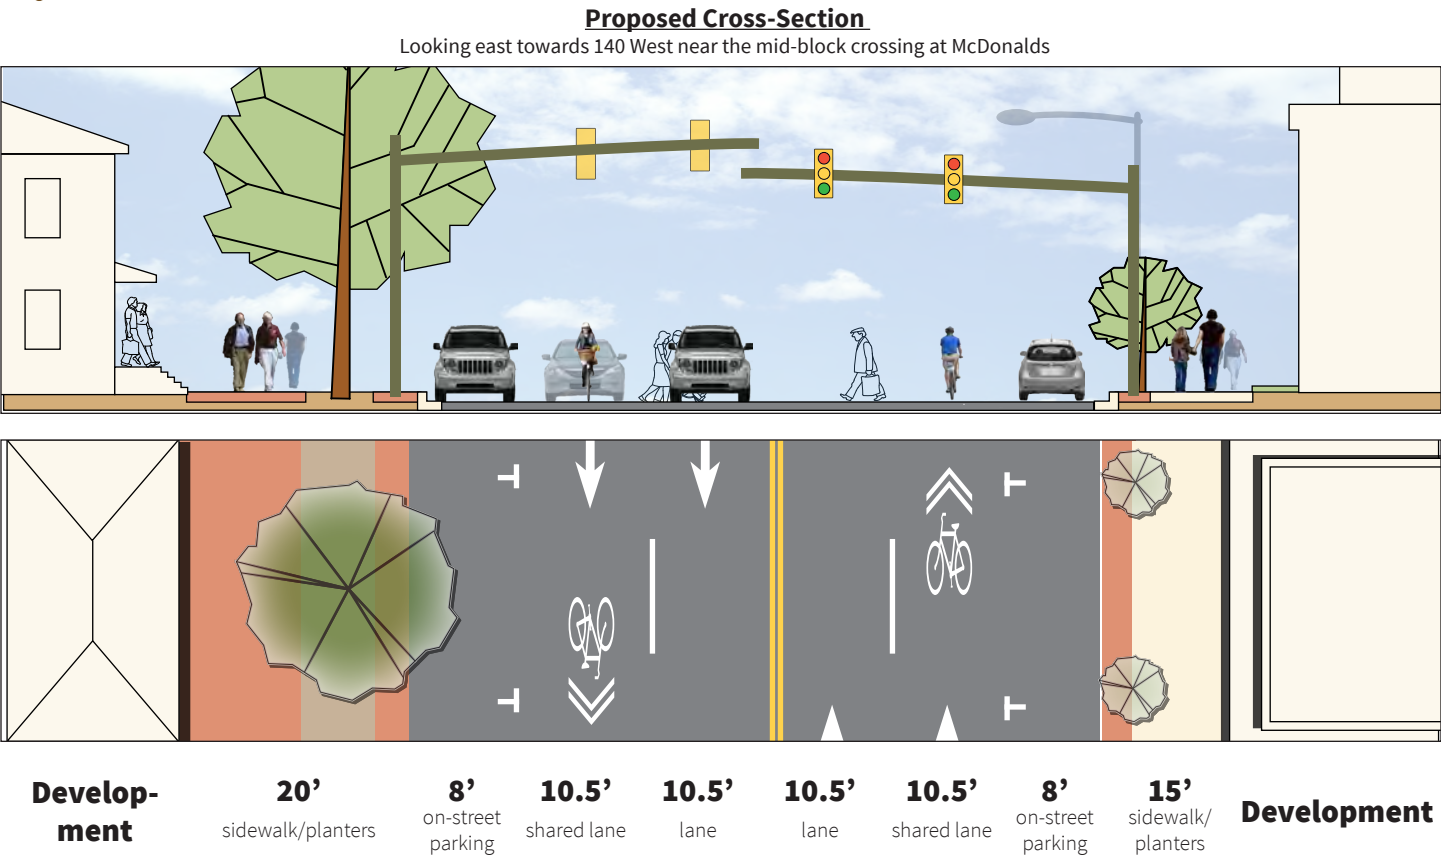 Proposed Cross-Section
Looking east towards 140 West near the mid-block crossing at McDonalds
Develop-
ment
20’
sidewalk/planters
8’
on-street
parking
10.5’
shared lane
10.5’
lane
10.5’
lane
10.5’
shared lane
8’
on-street
parking
15’
sidewalk/
planters
Development